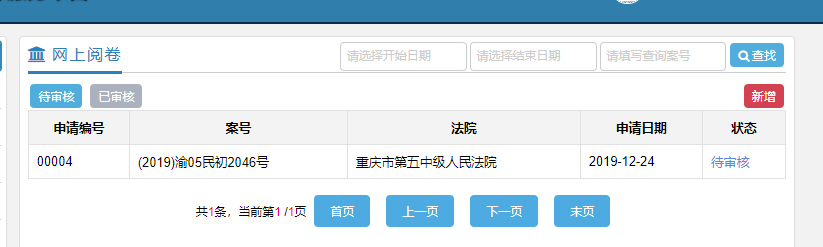 网上阅卷 请选择开始日期 请选择结束日期 请填写查询案号 查找
待审核 已审核 新增
申请编号 案号 法院 申请日期 状态
00004 (2019)渝05民初2046号 重庆市第五中级人民法院 2019-12-24 待审核
共1条，当前第1 /1页 首页 上一页 下一页 末页